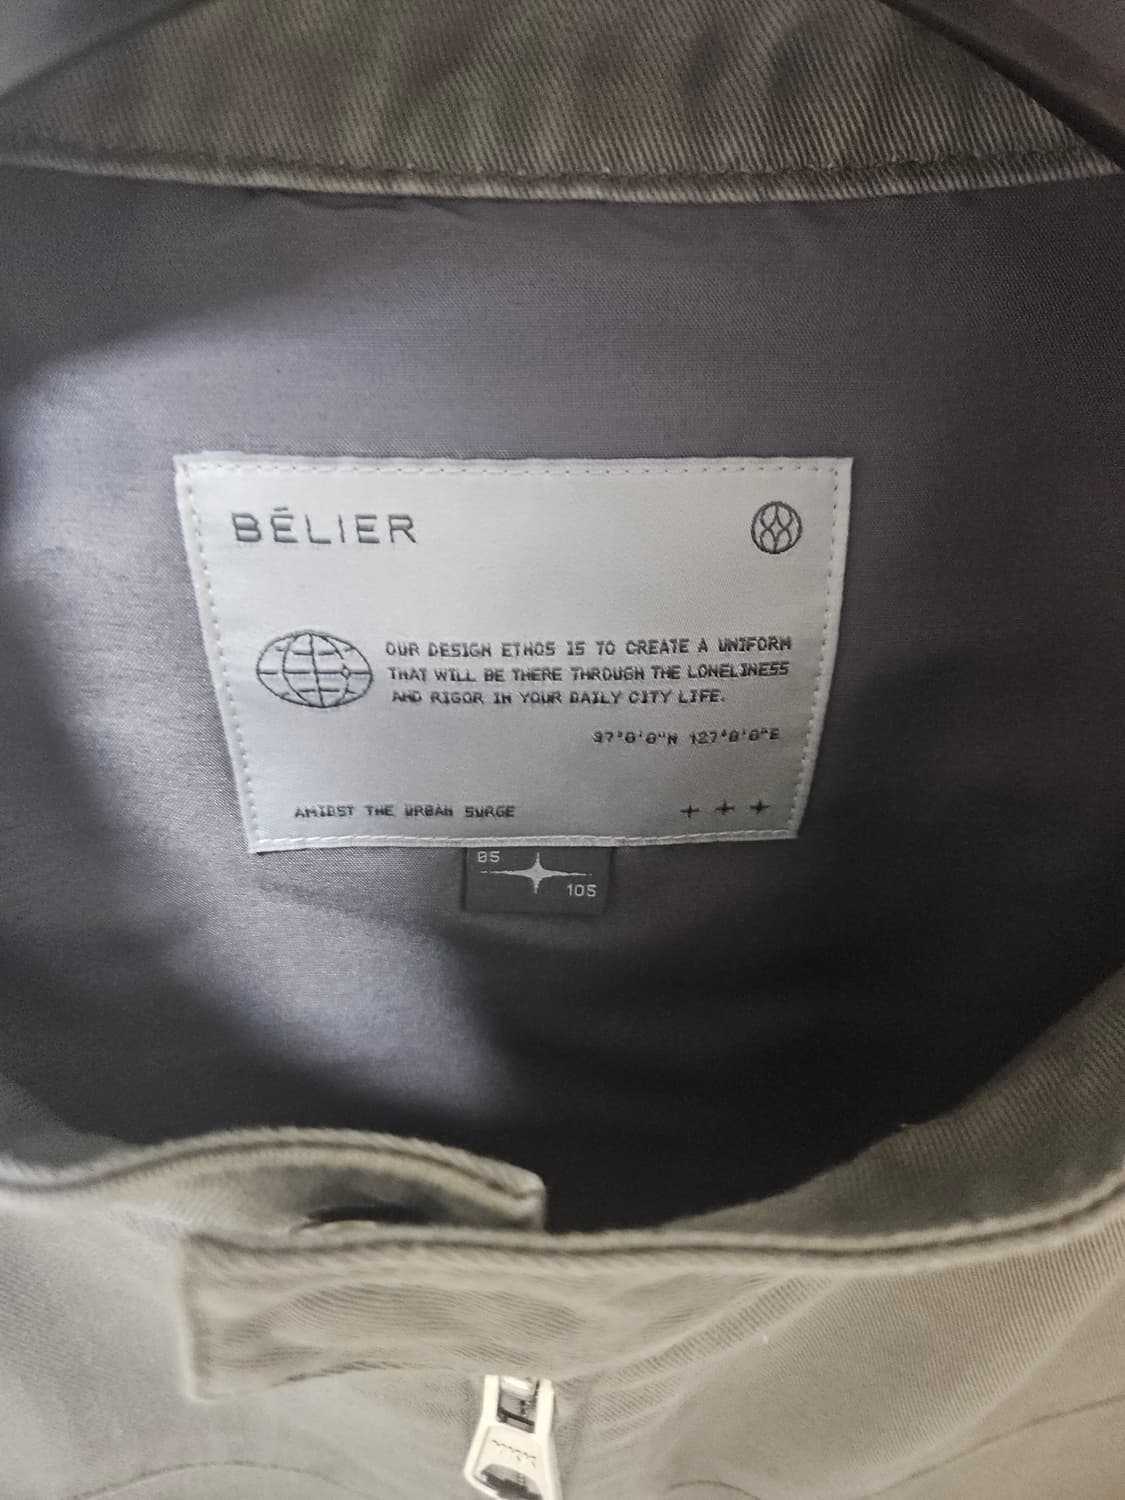 BÉLIER
OUR DESIGN ETHOS IS TO CREATE A UNIFORM
THAT WILL BE THERE THROUGH THE LONELINESS
AND RIGOR IN YOUR DAILY CITY LIFE.
37°0'0"N 127°0'0"E
AMIDST THE URBAN SURGE
05
105